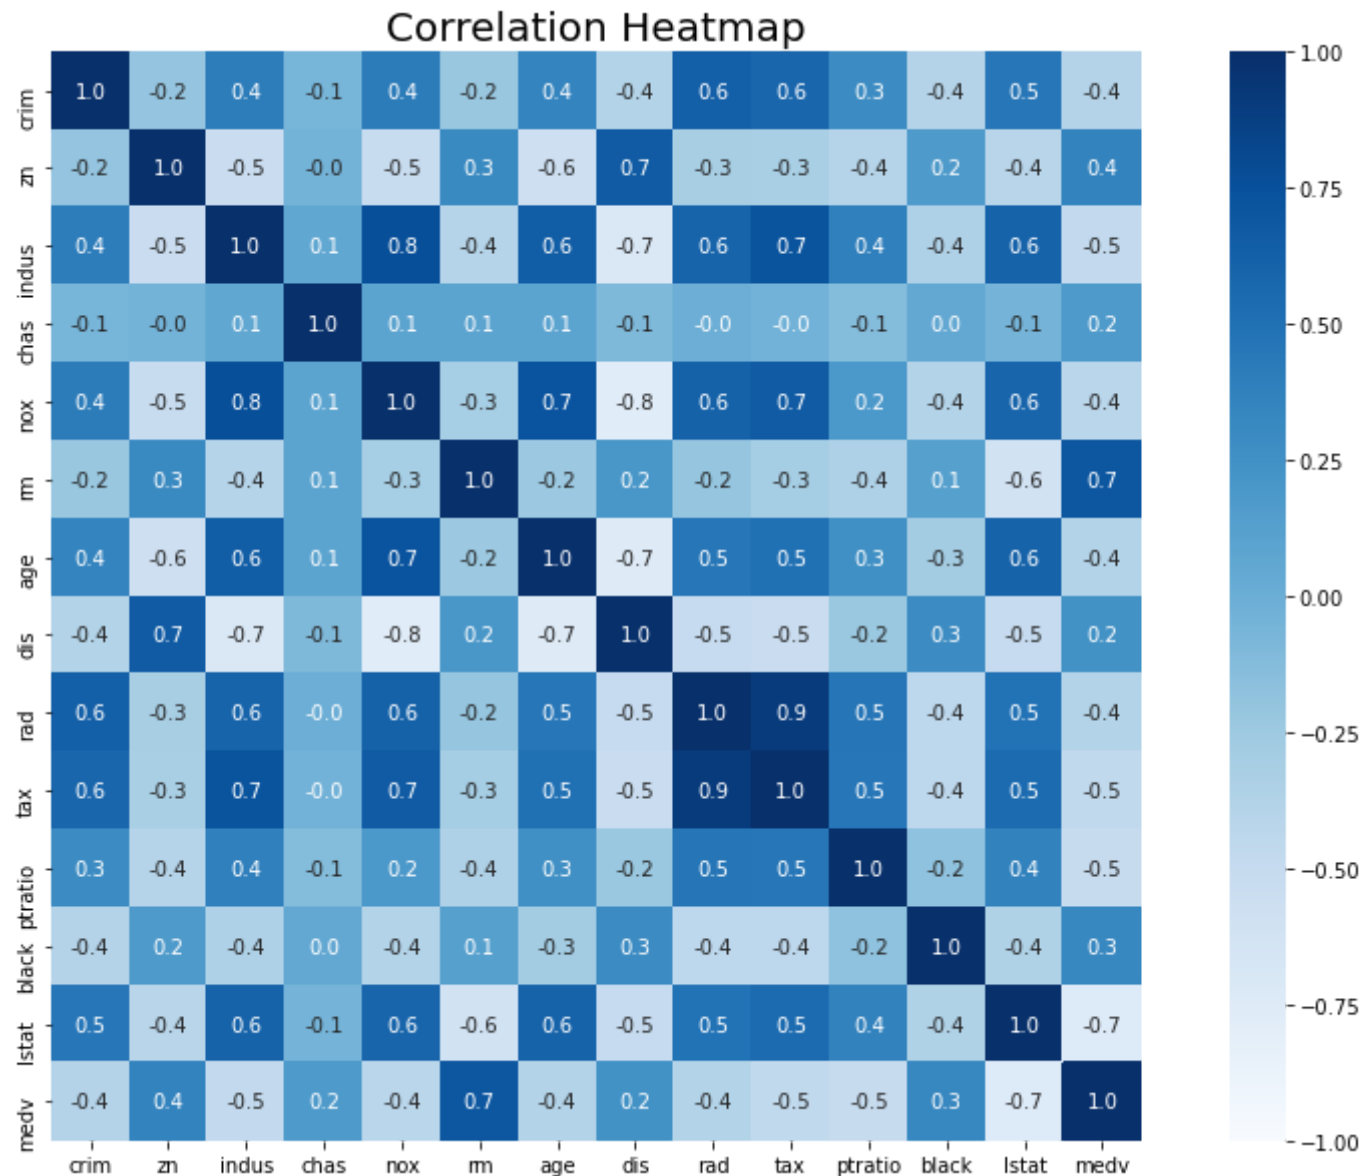 Correlation Heatmap
crim 1.0 -0.2 0.4 -0.1 0.4 -0.2 0.4 -0.4 0.6 0.6 0.3 -0.4 0.5 -0.4
zn -0.2 1.0 -0.5 -0.0 -0.5 0.3 -0.6 0.7 -0.3 -0.3 -0.4 0.2 -0.4 0.4
indus 0.4 -0.5 1.0 0.1 0.8 -0.4 0.6 -0.7 0.6 0.7 0.4 -0.4 0.6 -0.5
chas -0.1 -0.0 0.1 1.0 0.1 0.1 0.1 -0.1 -0.0 -0.0 -0.1 0.0 -0.1 0.2
nox 0.4 -0.5 0.8 0.1 1.0 -0.3 0.7 -0.8 0.6 0.7 0.2 -0.4 0.6 -0.4
rm -0.2 0.3 -0.4 0.1 -0.3 1.0 -0.2 0.2 -0.2 -0.3 -0.4 0.1 -0.6 0.7
age 0.4 -0.6 0.6 0.1 0.7 -0.2 1.0 -0.7 0.5 0.5 0.3 -0.3 0.6 -0.4
dis -0.4 0.7 -0.7 -0.1 -0.8 0.2 -0.7 1.0 -0.5 -0.5 -0.2 0.3 -0.5 0.2
rad 0.6 -0.3 0.6 -0.0 0.6 -0.2 0.5 -0.5 1.0 0.9 0.5 -0.4 0.5 -0.4
tax 0.6 -0.3 0.7 -0.0 0.7 -0.3 0.5 -0.5 0.9 1.0 0.5 -0.4 0.5 -0.5
ptratio 0.3 -0.4 0.4 -0.1 0.2 -0.4 0.3 -0.2 0.5 0.5 1.0 -0.2 0.4 -0.5
black -0.4 0.2 -0.4 0.0 -0.4 0.1 -0.3 0.3 -0.4 -0.4 -0.2 1.0 -0.4 0.3
lstat 0.5 -0.4 0.6 -0.1 0.6 -0.6 0.6 -0.5 0.5 0.5 0.4 -0.4 1.0 -0.7
medv -0.4 0.4 -0.5 0.2 -0.4 0.7 -0.4 0.2 -0.4 -0.5 -0.5 0.3 -0.7 1.0
crim zn indus chas nox rm age dis rad tax ptratio black lstat medv
1.00
0.75
0.50
0.25
0.00
−0.25
−0.50
−0.75
−1.00